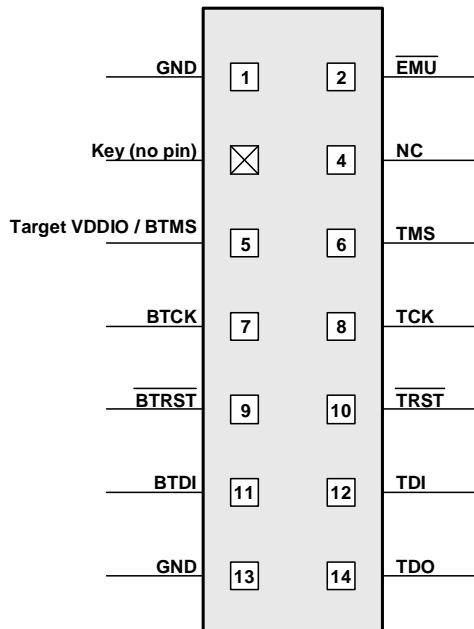 GND 1 2 EMU
Key (no pin) 4 NC
Target VDDIO / BTMS 5 6 TMS
BTCK 7 8 TCK
BTRST 9 10 TRST
BTDI 11 12 TDI
GND 13 14 TDO